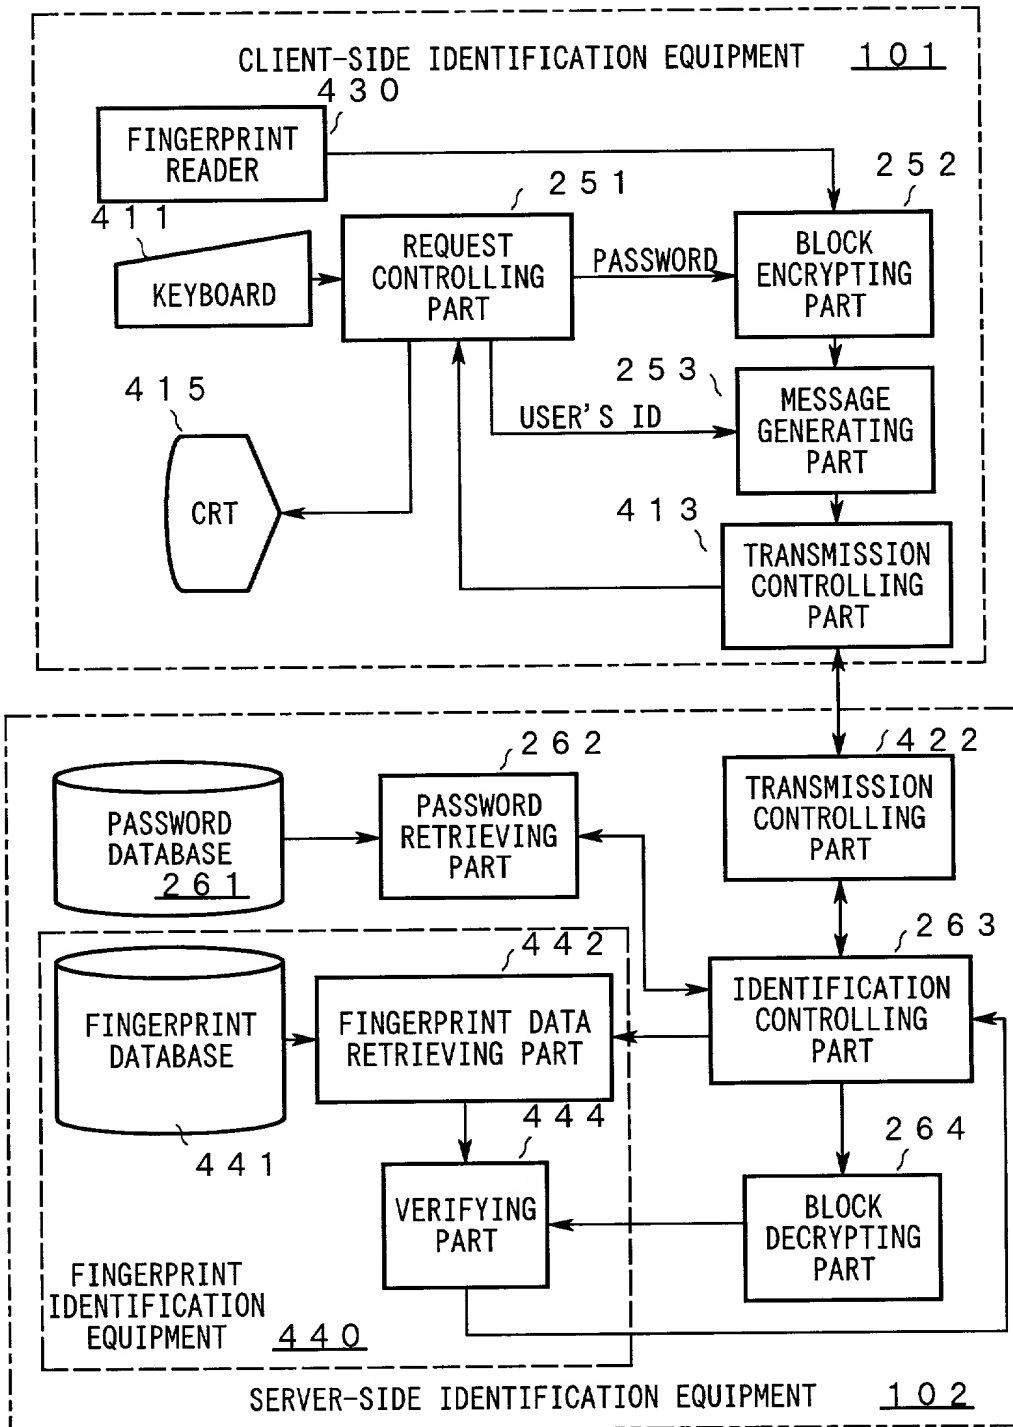 CLIENT-SIDE IDENTIFICATION EQUIPMENT 101
430
FINGERPRINT
READER
411
KEYBOARD
251
REQUEST
CONTROLLING
PART
PASSWORD
252
BLOCK
ENCRYPTING
PART
253
USER'S ID
MESSAGE
GENERATING
PART
415
CRT
413
TRANSMISSION
CONTROLLING
PART
422
TRANSMISSION
CONTROLLING
PART
262
PASSWORD
RETRIEVING
PART
PASSWORD
DATABASE
261
263
IDENTIFICATION
CONTROLLING
PART
442
FINGERPRINT DATA
RETRIEVING PART
FINGERPRINT
DATABASE
441
444
VERIFYING
PART
264
BLOCK
DECRYPTING
PART
FINGERPRINT
IDENTIFICATION
EQUIPMENT 440
SERVER-SIDE IDENTIFICATION EQUIPMENT 102